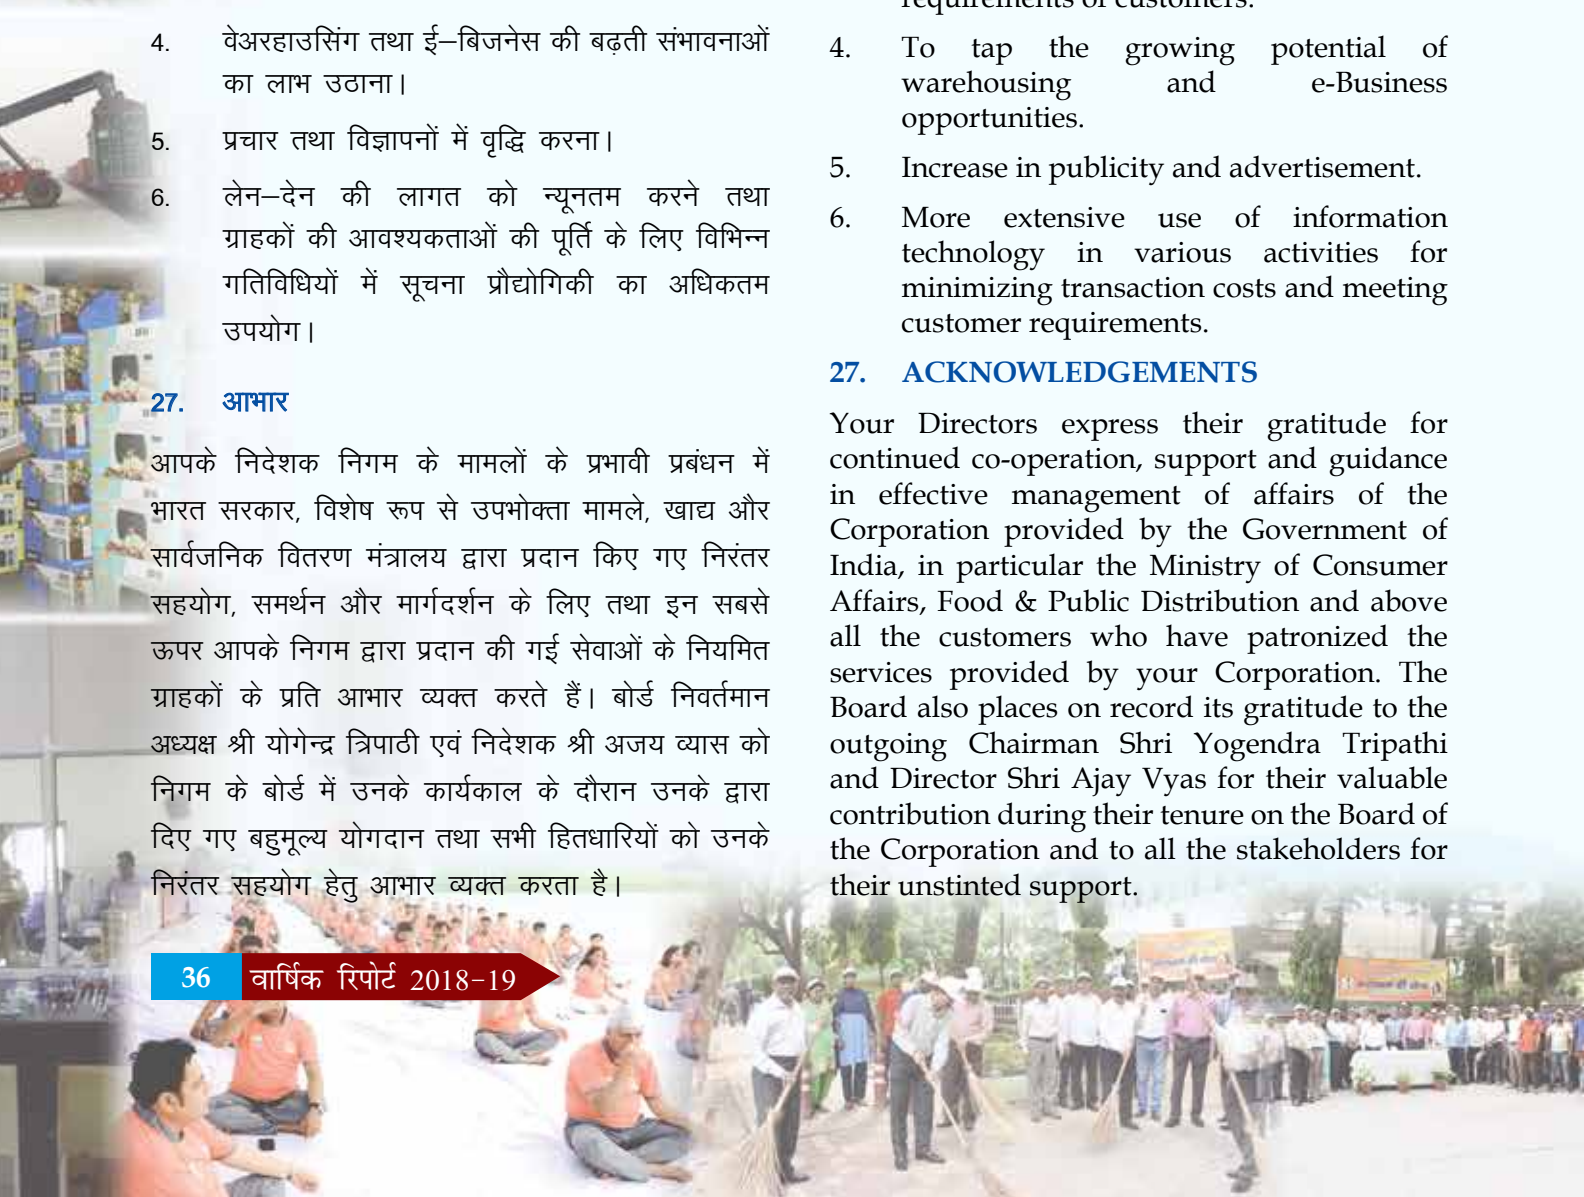 4. वेअरहाउसिंग तथा ई–बिजनेस की बढ़ती संभावनाओं
का लाभ उठाना।
5. प्रचार तथा विज्ञापनों में वृद्धि करना।
6. लेन–देन की लागत को न्यूनतम करने तथा
ग्राहकों की आवश्यकताओं की पूर्ति के लिए विभिन्न
गतिविधियों में सूचना प्रौद्योगिकी का अधिकतम
उपयोग।
27. आभार
आपके निदेशक निगम के मामलों के प्रभावी प्रबंधन में
भारत सरकार, विशेष रूप से उपभोक्ता मामले, खाद्य और
सार्वजनिक वितरण मंत्रालय द्वारा प्रदान किए गए निरंतर
सहयोग, समर्थन और मार्गदर्शन के लिए तथा इन सबसे
ऊपर आपके निगम द्वारा प्रदान की गई सेवाओं के नियमित
ग्राहकों के प्रति आभार व्यक्त करते हैं। बोर्ड निवर्तमान
अध्यक्ष श्री योगेन्द्र त्रिपाठी एवं निदेशक श्री अजय व्यास को
निगम के बोर्ड में उनके कार्यकाल के दौरान उनके द्वारा
दिए गए बहुमूल्य योगदान तथा सभी हितधारियों को उनके
निरंतर सहयोग हेतु आभार व्यक्त करता है।
requirements of customers.
4. To tap the growing potential of
warehousing and e-Business
opportunities.
5. Increase in publicity and advertisement.
6. More extensive use of information
technology in various activities for
minimizing transaction costs and meeting
customer requirements.
27. ACKNOWLEDGEMENTS
Your Directors express their gratitude for
continued co-operation, support and guidance
in effective management of affairs of the
Corporation provided by the Government of
India, in particular the Ministry of Consumer
Affairs, Food & Public Distribution and above
all the customers who have patronized the
services provided by your Corporation. The
Board also places on record its gratitude to the
outgoing Chairman Shri Yogendra Tripathi
and Director Shri Ajay Vyas for their valuable
contribution during their tenure on the Board of
the Corporation and to all the stakeholders for
their unstinted support.
36 वार्षिक रिपोर्ट 2018-19